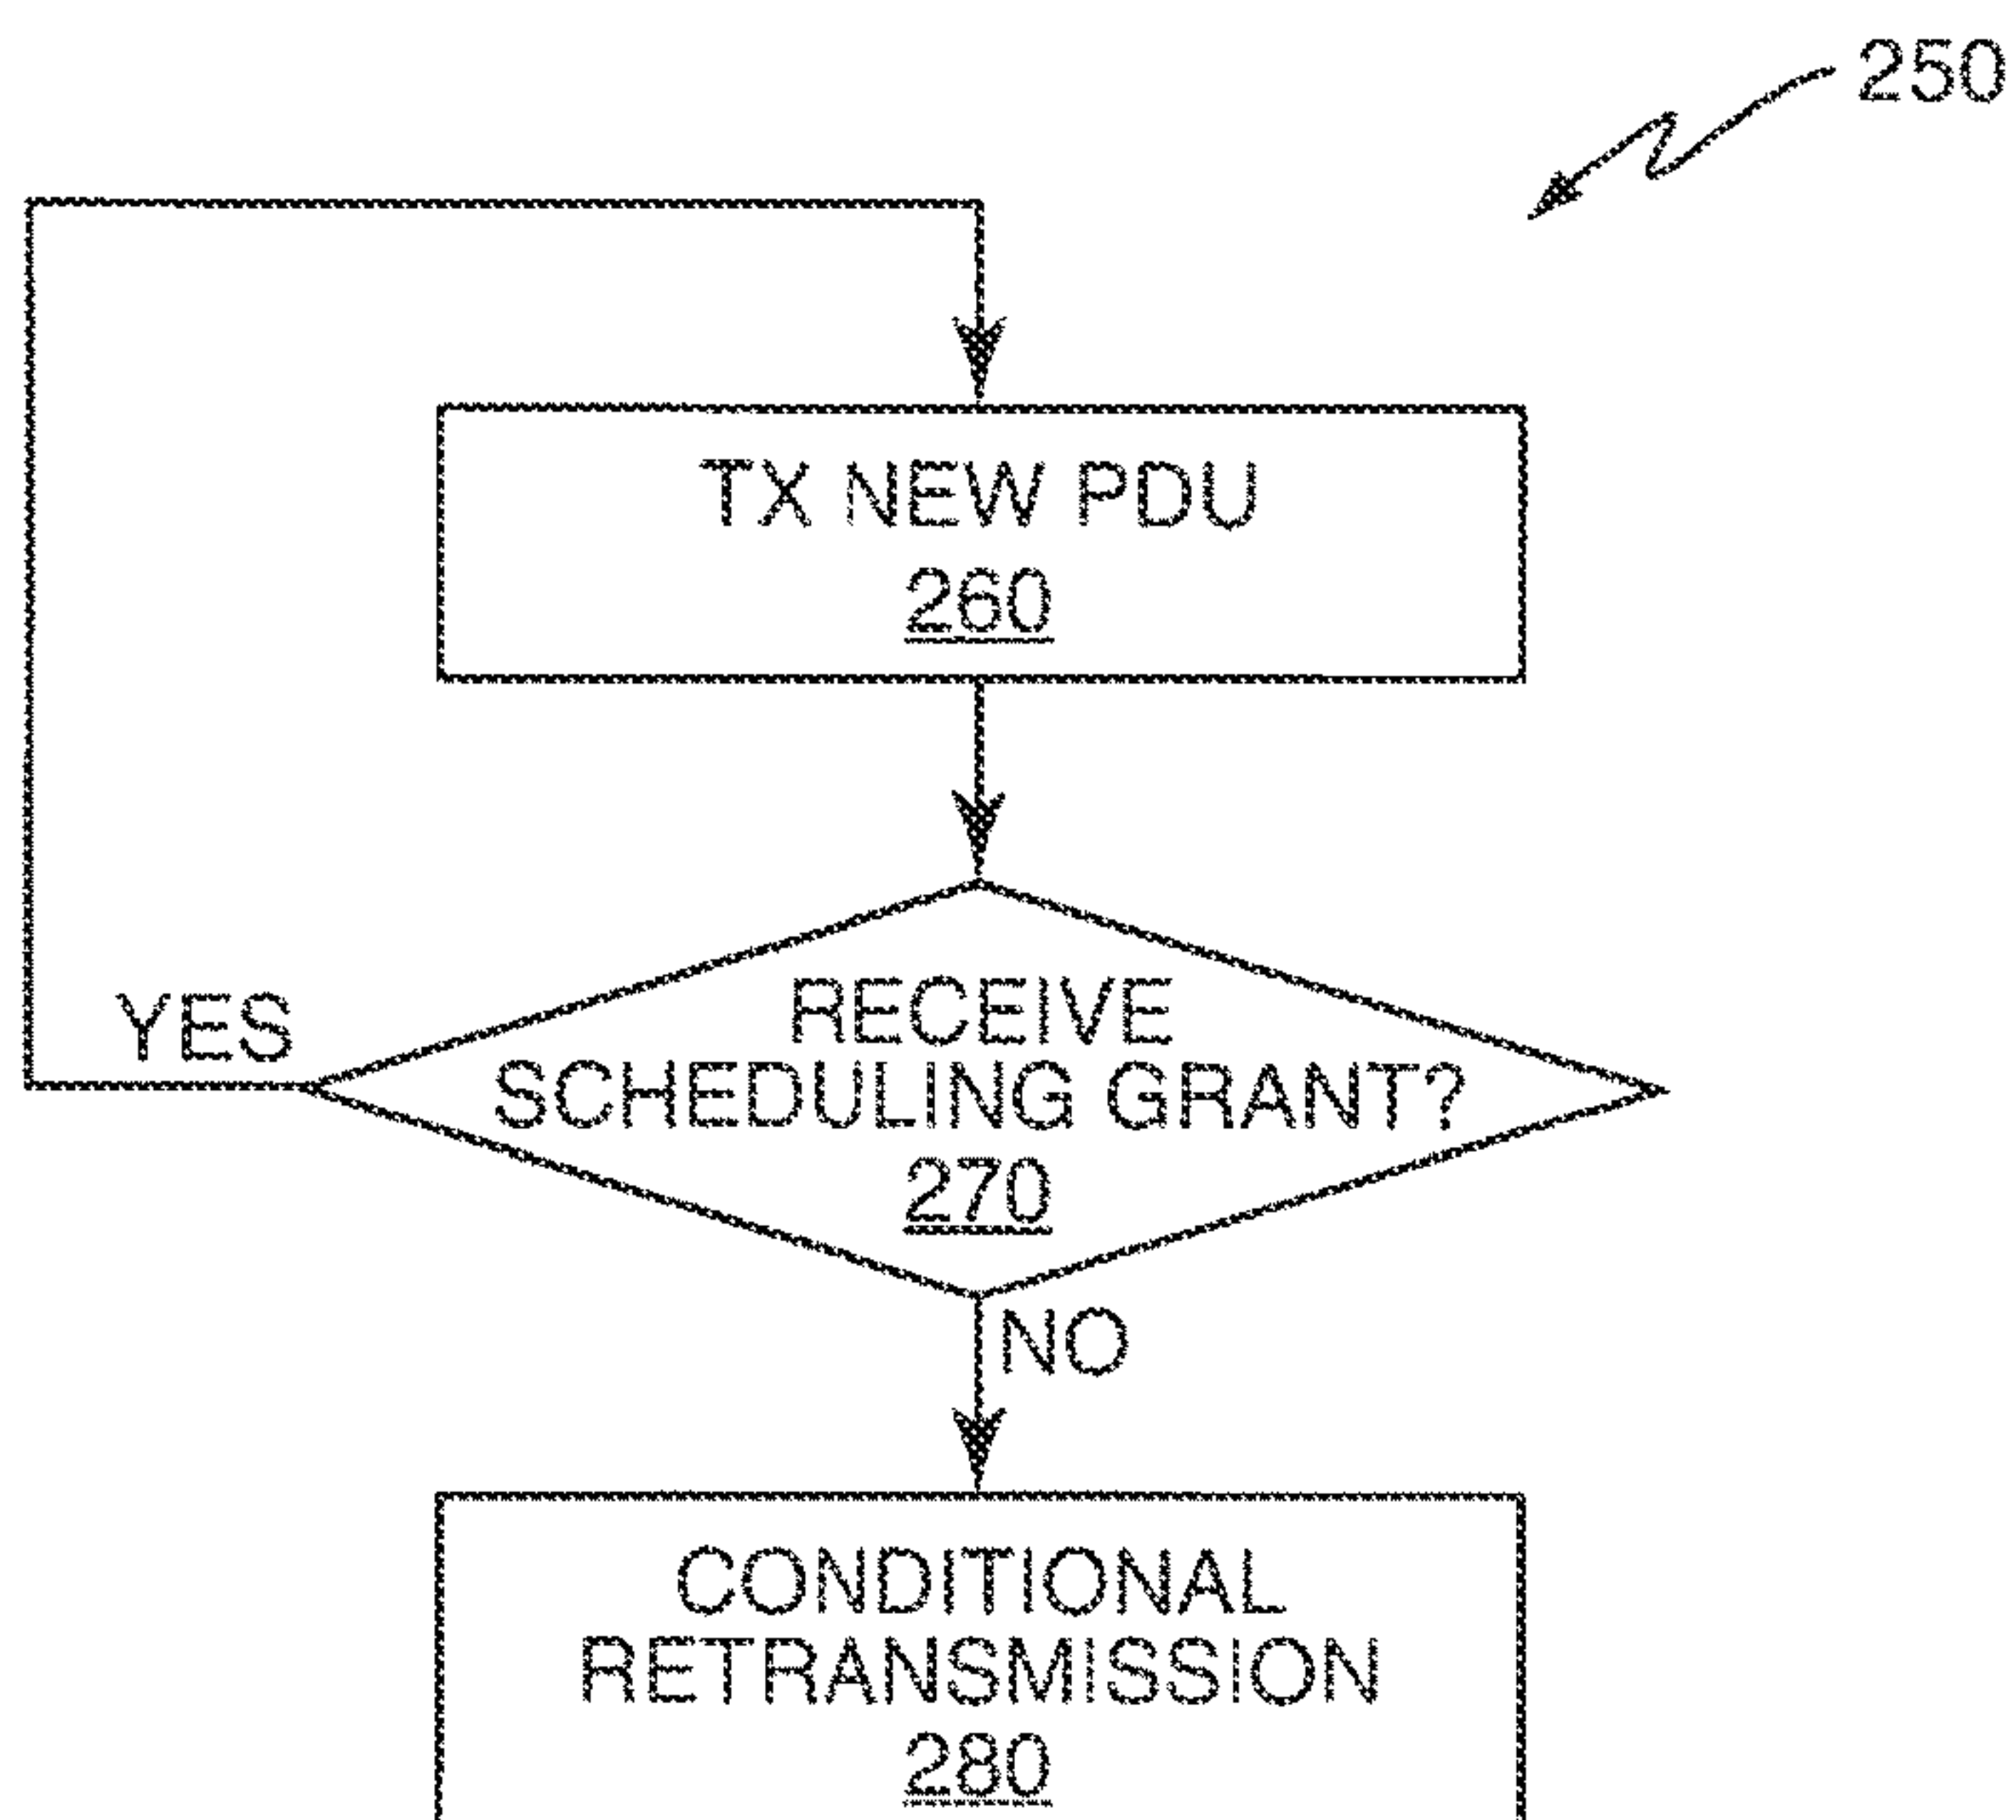 250
TX NEW PDU
260
RECEIVE
SCHEDULING GRANT?
270
YES
NO
CONDITIONAL
RETRANSMISSION
280